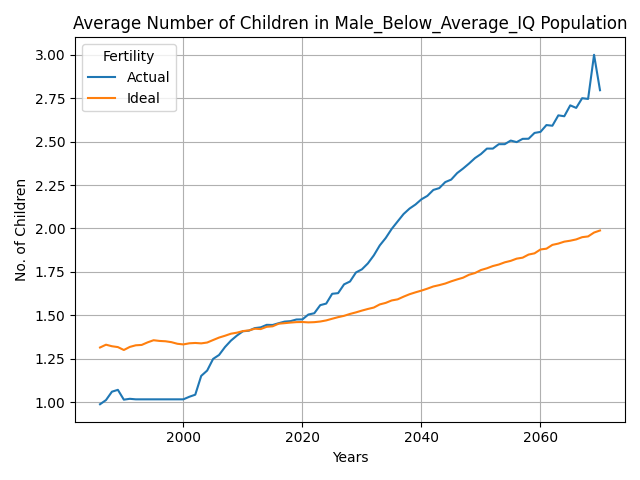 Average Number of Children in Male_Below_Average_IQ Population
Fertility
Actual
Ideal
No. of Children
3.00
2.75
2.50
2.25
2.00
1.75
1.50
1.25
1.00
2000 2020 2040 2060
Years